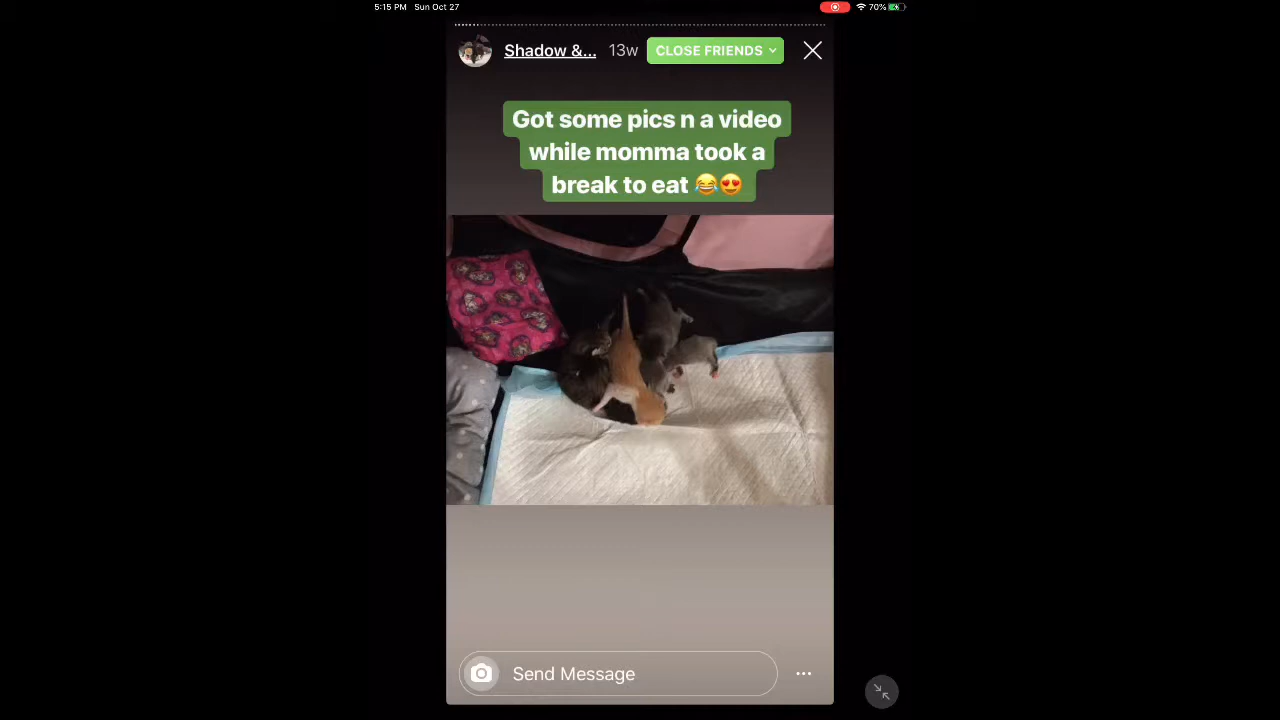 5:15 PM Sun Oct 27
70%
Shadow &... 13w CLOSE FRIENDS
Got some pics n a video
while momma took a
break to eat 😂😍
Send Message